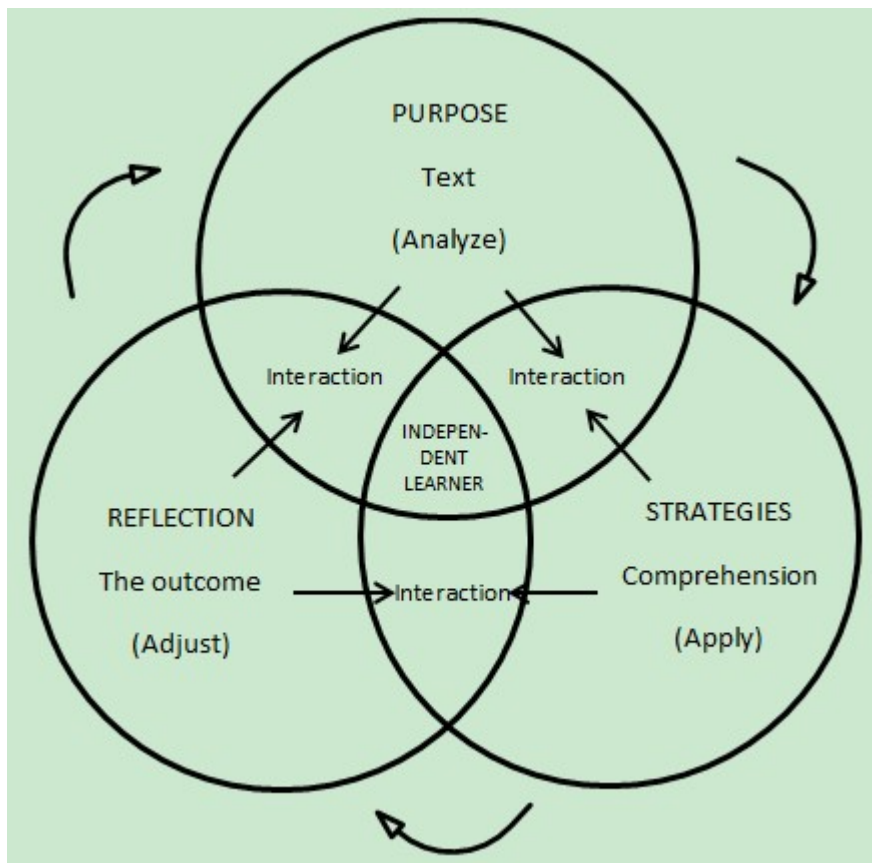 PURPOSE
Text
(Analyze)
Interaction
Interaction
INDEPEN-
DENT
LEARNER
REFLECTION
The outcome
(Adjust)
STRATEGIES
Comprehension
(Apply)
Interaction